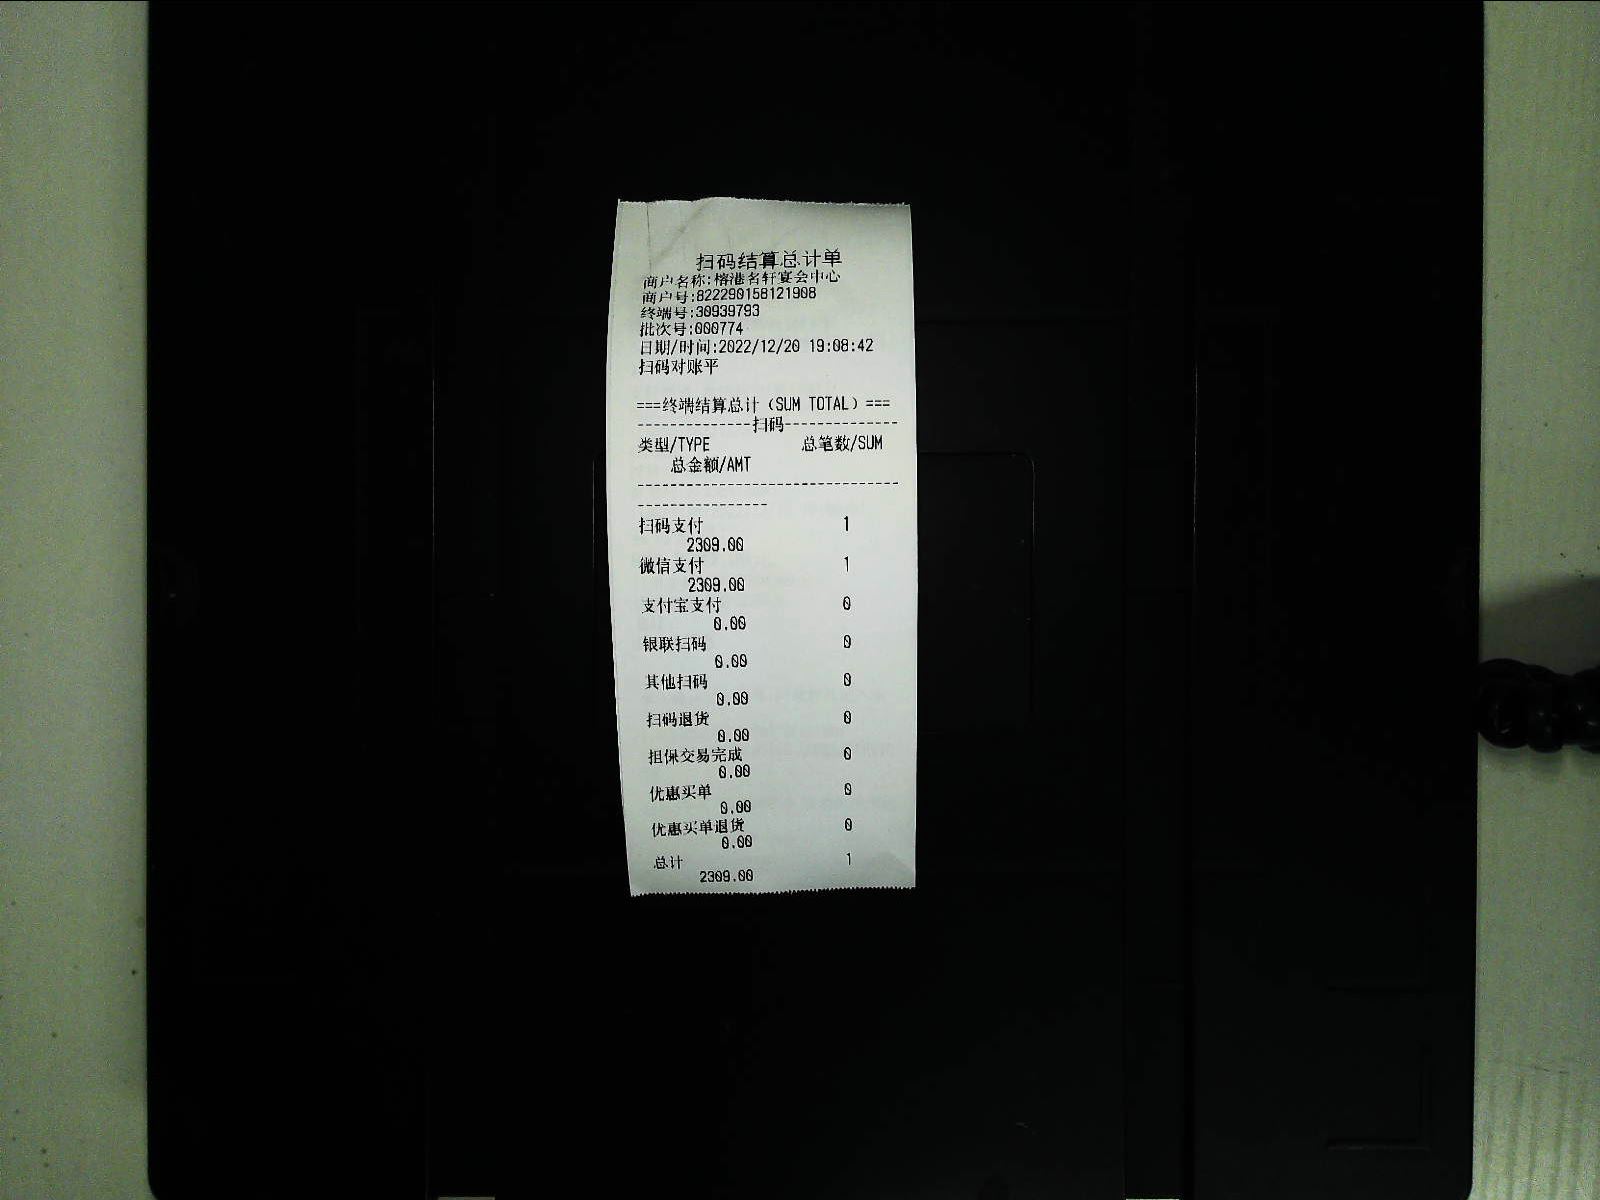 扫码结算总计单
商户名称:榕港名轩宴会中心
商户号:822290158121908
终端号:30939793
批次号:000774
日期/时间:2022/12/20 19:08:42
扫码对账平
===终端结算总计（SUM TOTAL）===
--------------扫码--------------
类型/TYPE 总笔数/SUM
总金额/AMT
--------------------------------
----------------
扫码支付 1
2309.00
微信支付 1
2309.00
支付宝支付 0
0.00
银联扫码 0
0.00
其他扫码 0
0.00
扫码退货 0
0.00
担保交易完成 0
0.00
优惠买单 0
0.00
优惠买单退货 0
0.00
总计 1
2309.00